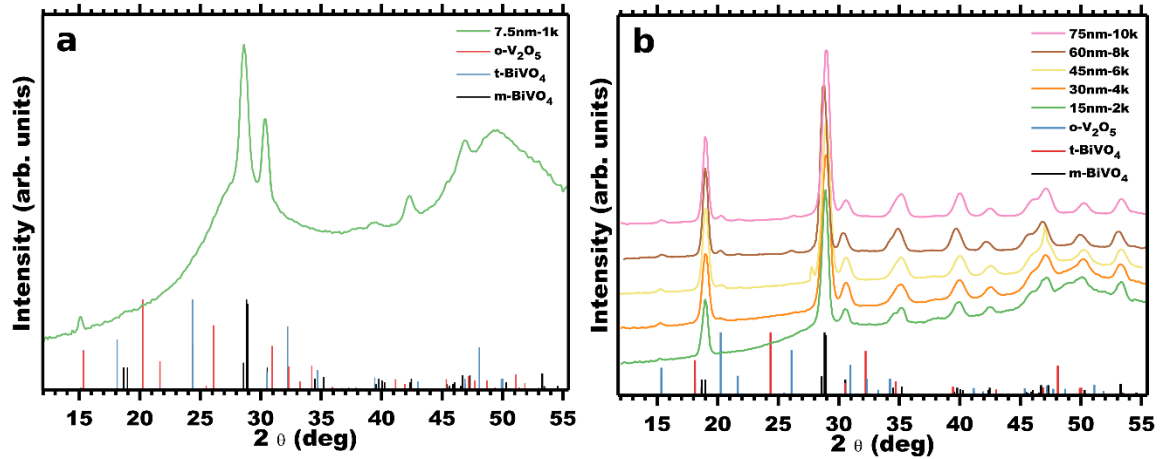 a
7.5nm-1k
o-V₂O₅
t-BiVO₄
m-BiVO₄
Intensity (arb. units)
15 20 25 30 35 40 45 50 55
2 θ (deg)
b
75nm-10k
60nm-8k
45nm-6k
30nm-4k
15nm-2k
o-V₂O₅
t-BiVO₄
m-BiVO₄
Intensity (arb. units)
15 20 25 30 35 40 45 50 55
2 θ (deg)